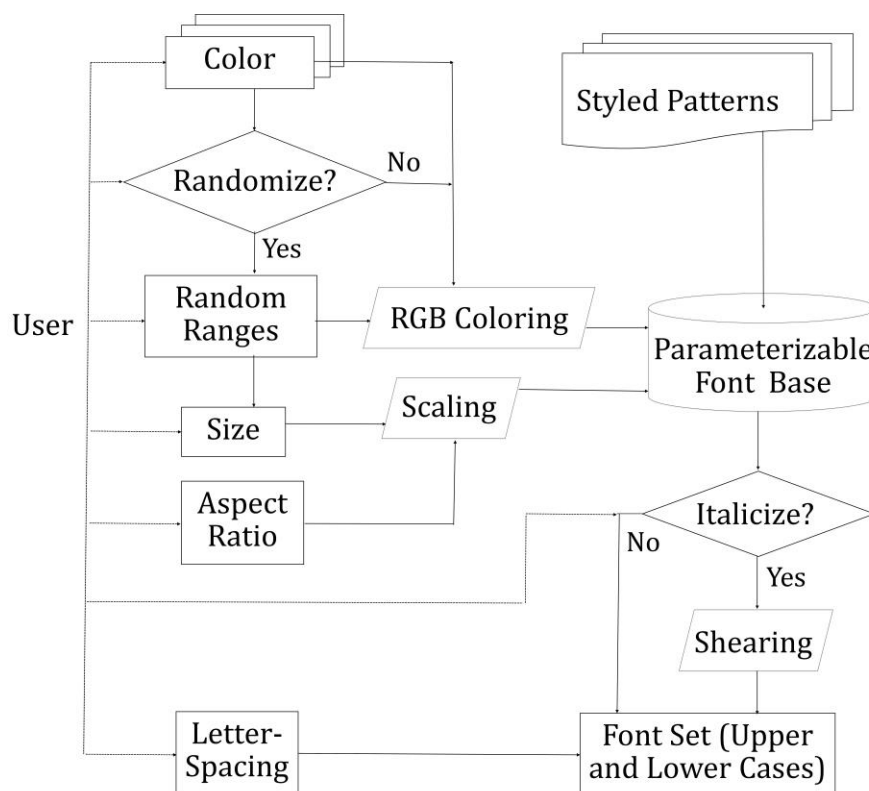 Color
Styled Patterns
Randomize?
No
Yes
Random
Ranges
User
RGB Coloring
Parameterizable
Font Base
Scaling
Size
Aspect
Ratio
Italicize?
No
Yes
Shearing
Letter-
Spacing
Font Set (Upper
and Lower Cases)